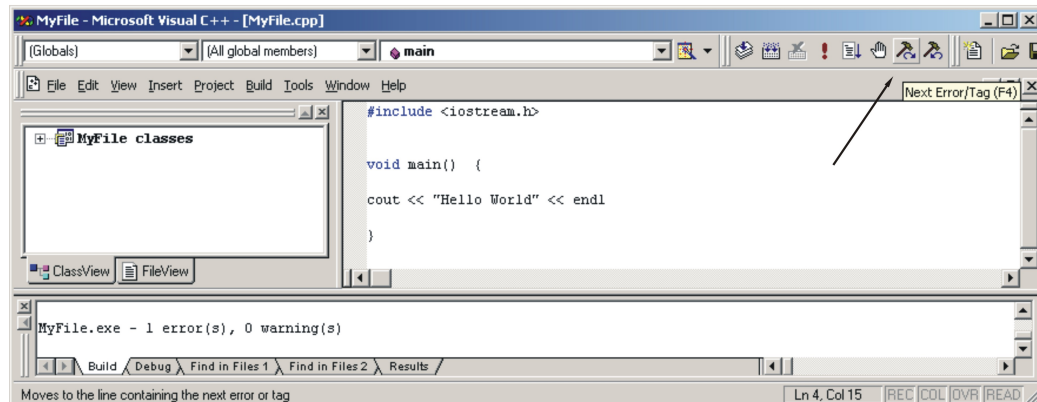 MyFile - Microsoft Visual C++ - [MyFile.cpp]
(Globals) (All global members) main
File Edit View Insert Project Build Tools Window Help
Next Error/Tag (F4)
MyFile classes
ClassView FileView
#include <iostream.h>
void main() {
cout << "Hello World" << endl
}
MyFile.exe - 1 error(s), 0 warning(s)
Build Debug Find in Files 1 Find in Files 2 Results
Moves to the line containing the next error or tag Ln 4, Col 15 REC COL OVR READ